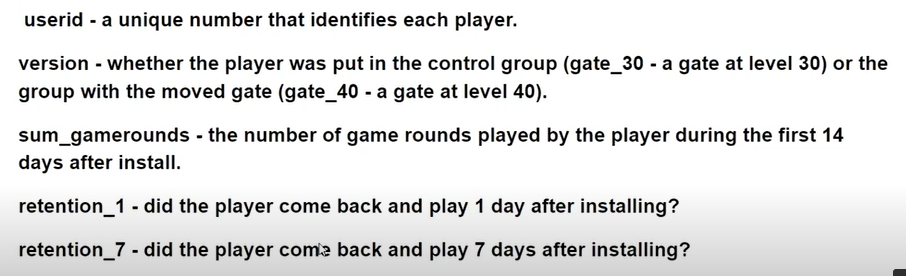 userid - a unique number that identifies each player.
version - whether the player was put in the control group (gate_30 - a gate at level 30) or the
group with the moved gate (gate_40 - a gate at level 40).
sum_gamerounds - the number of game rounds played by the player during the first 14
days after install.
retention_1 - did the player come back and play 1 day after installing?
retention_7 - did the player come back and play 7 days after installing?